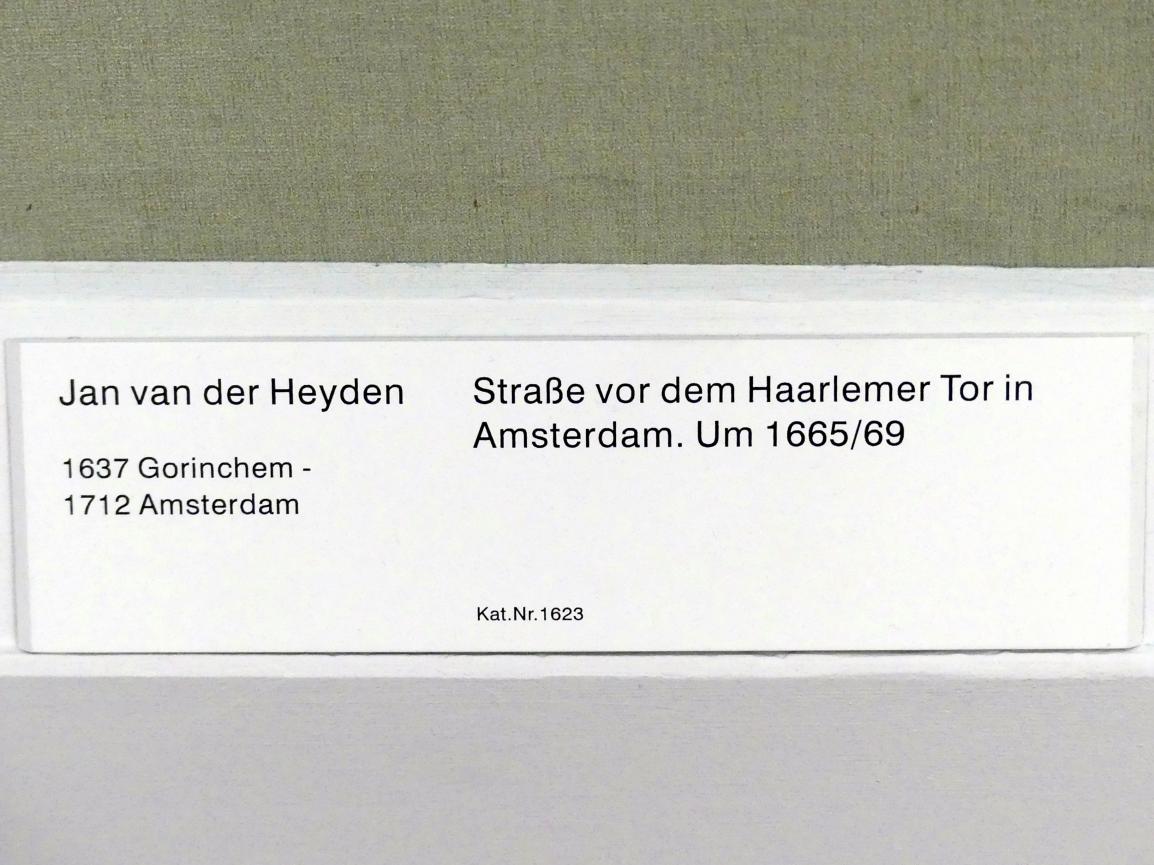 Jan van der Heyden
1637 Gorinchem -
1712 Amsterdam
Straße vor dem Haarlemer Tor in
Amsterdam. Um 1665/69
Kat.Nr.1623